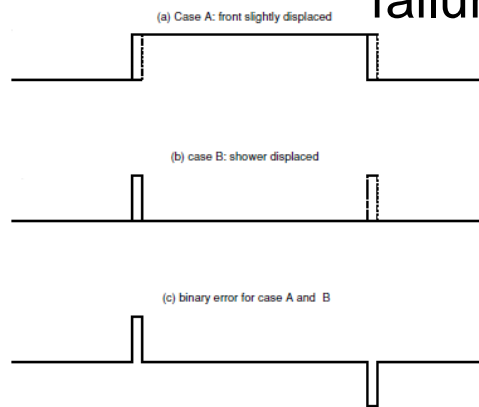 (a) Case A: front slightly displaced
(b) case B: shower displaced
(c) binary error for case A and B